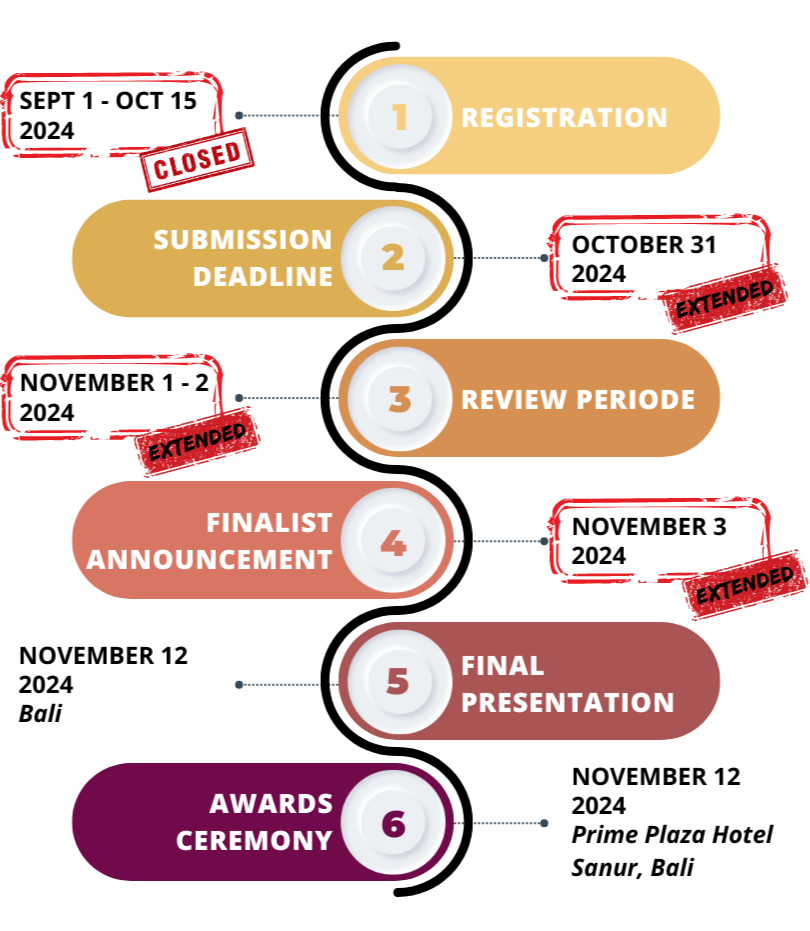 SEPT 1 - OCT 15
2024
CLOSED
1
REGISTRATION
SUBMISSION
DEADLINE
2
OCTOBER 31
2024
EXTENDED
NOVEMBER 1 - 2
2024
EXTENDED
3
REVIEW PERIODE
FINALIST
ANNOUNCEMENT
4
NOVEMBER 3
2024
EXTENDED
NOVEMBER 12
2024
Bali
5
FINAL
PRESENTATION
AWARDS
CEREMONY
6
NOVEMBER 12
2024
Prime Plaza Hotel
Sanur, Bali